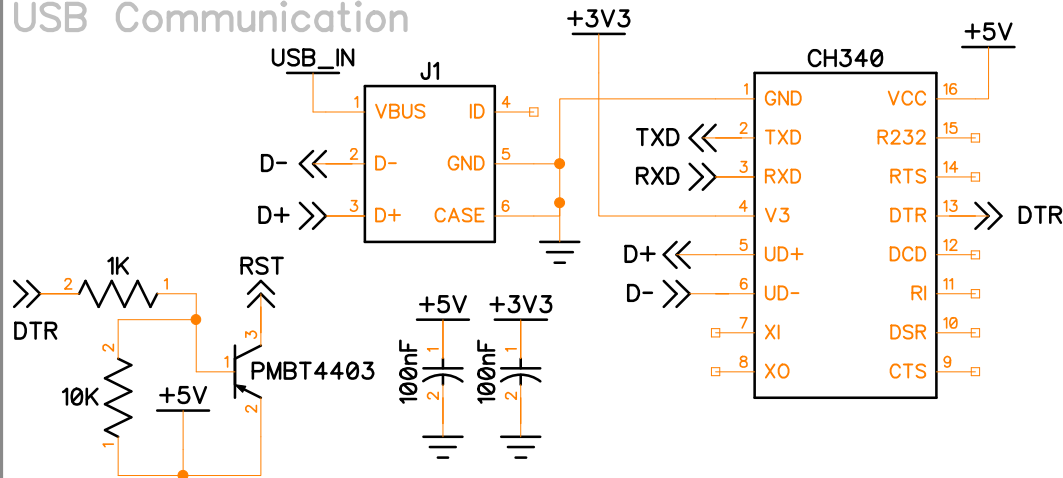 USB Communication
+3V3
+5V
USB_IN
J1
CH340
1 VBUS ID 4
2 D- GND 5
3 D+ CASE 6
D-
D+
1 GND VCC 16
TXD 2 TXD R232 15
RXD 3 RXD RTS 14
4 V3 DTR 13 DTR
D+ 5 UD+ DCD 12
D- 6 UD- RI 11
7 XI DSR 10
8 XO CTS 9
1K
2 1
DTR
RST
3
1
2
PMBT4403
2
10K
1
+5V
+5V
1
100nF
2
+3V3
1
100nF
2